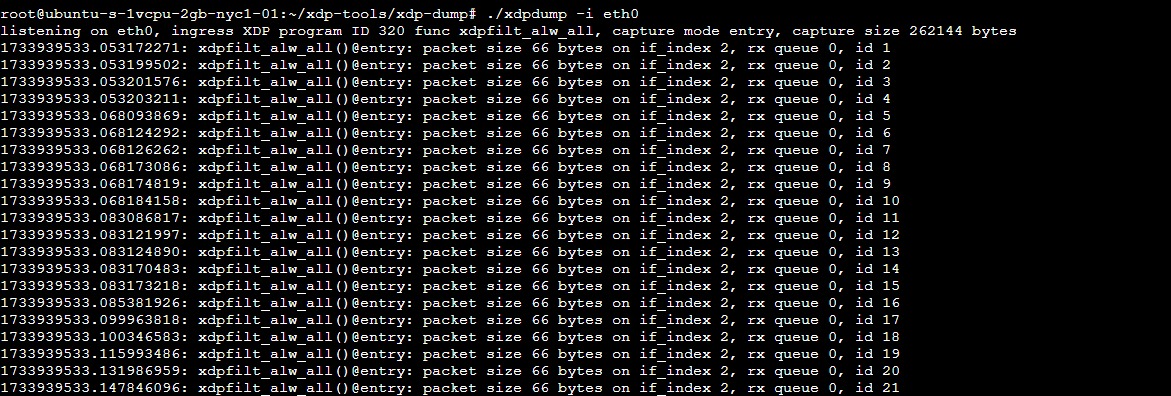 root@ubuntu-s-1vcpu-2gb-nyc1-01:~/xdp-tools/xdp-dump# ./xdpdump -i eth0
listening on eth0, ingress XDP program ID 320 func xdpfilt_alw_all, capture mode entry, capture size 262144 bytes
1733939533.053172271: xdpfilt_alw_all()@entry: packet size 66 bytes on if_index 2, rx queue 0, id 1
1733939533.053199502: xdpfilt_alw_all()@entry: packet size 66 bytes on if_index 2, rx queue 0, id 2
1733939533.053201576: xdpfilt_alw_all()@entry: packet size 66 bytes on if_index 2, rx queue 0, id 3
1733939533.053203211: xdpfilt_alw_all()@entry: packet size 66 bytes on if_index 2, rx queue 0, id 4
1733939533.068093869: xdpfilt_alw_all()@entry: packet size 66 bytes on if_index 2, rx queue 0, id 5
1733939533.068124292: xdpfilt_alw_all()@entry: packet size 66 bytes on if_index 2, rx queue 0, id 6
1733939533.068126262: xdpfilt_alw_all()@entry: packet size 66 bytes on if_index 2, rx queue 0, id 7
1733939533.068173086: xdpfilt_alw_all()@entry: packet size 66 bytes on if_index 2, rx queue 0, id 8
1733939533.068174819: xdpfilt_alw_all()@entry: packet size 66 bytes on if_index 2, rx queue 0, id 9
1733939533.068184158: xdpfilt_alw_all()@entry: packet size 66 bytes on if_index 2, rx queue 0, id 10
1733939533.083086817: xdpfilt_alw_all()@entry: packet size 66 bytes on if_index 2, rx queue 0, id 11
1733939533.083121997: xdpfilt_alw_all()@entry: packet size 66 bytes on if_index 2, rx queue 0, id 12
1733939533.083124890: xdpfilt_alw_all()@entry: packet size 66 bytes on if_index 2, rx queue 0, id 13
1733939533.083170483: xdpfilt_alw_all()@entry: packet size 66 bytes on if_index 2, rx queue 0, id 14
1733939533.083173218: xdpfilt_alw_all()@entry: packet size 66 bytes on if_index 2, rx queue 0, id 15
1733939533.085381926: xdpfilt_alw_all()@entry: packet size 66 bytes on if_index 2, rx queue 0, id 16
1733939533.099963818: xdpfilt_alw_all()@entry: packet size 66 bytes on if_index 2, rx queue 0, id 17
1733939533.100346583: xdpfilt_alw_all()@entry: packet size 66 bytes on if_index 2, rx queue 0, id 18
1733939533.115993486: xdpfilt_alw_all()@entry: packet size 66 bytes on if_index 2, rx queue 0, id 19
1733939533.131986959: xdpfilt_alw_all()@entry: packet size 66 bytes on if_index 2, rx queue 0, id 20
1733939533.147846096: xdpfilt_alw_all()@entry: packet size 66 bytes on if_index 2, rx queue 0, id 21